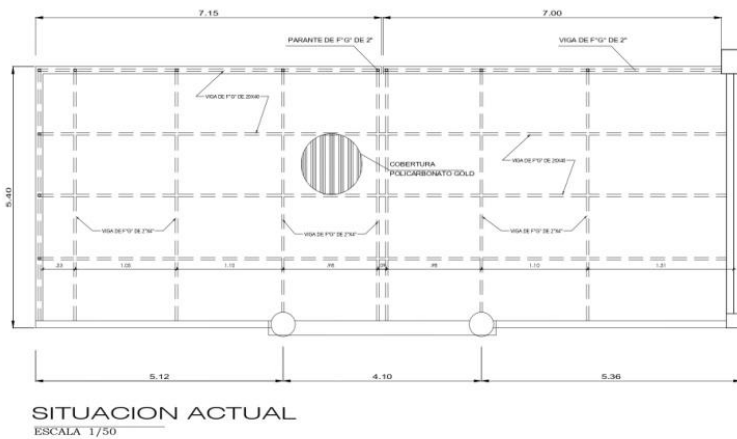 7.15
7.00
PARANTE DE F°G° DE 2"
VIGA DE F°G° DE 2"
VIGA DE F°G° DE 20X40
COBERTURA
POLICARBONATO GOLD
VIGA DE F°G° DE 20X40
5.40
VIGA DE F°G° DE 2"X4"
VIGA DE F°G° DE 2"X4"
VIGA DE F°G° DE 2"X4"
1.10
1.10
5.12
4.10
5.36
SITUACION ACTUAL
ESCALA 1/50